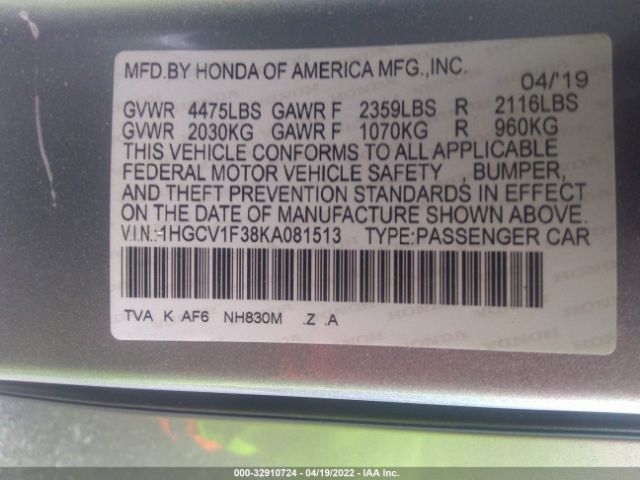 MFD.BY HONDA OF AMERICA MFG.,INC.
04/'19
GVWR 4475LBS GAWR F 2359LBS R 2116LBS
GVWR 2030KG GAWR F 1070KG R 960KG
THIS VEHICLE CONFORMS TO ALL APPLICABLE
FEDERAL MOTOR VEHICLE SAFETY , BUMPER,
AND THEFT PREVENTION STANDARDS IN EFFECT
ON THE DATE OF MANUFACTURE SHOWN ABOVE.
V.I.N.:1HGCV1F38KA081513 TYPE:PASSENGER CAR
TVA K AF6 NH830M .Z .A
000-32910724 - 04/19/2022 - IAA Inc.